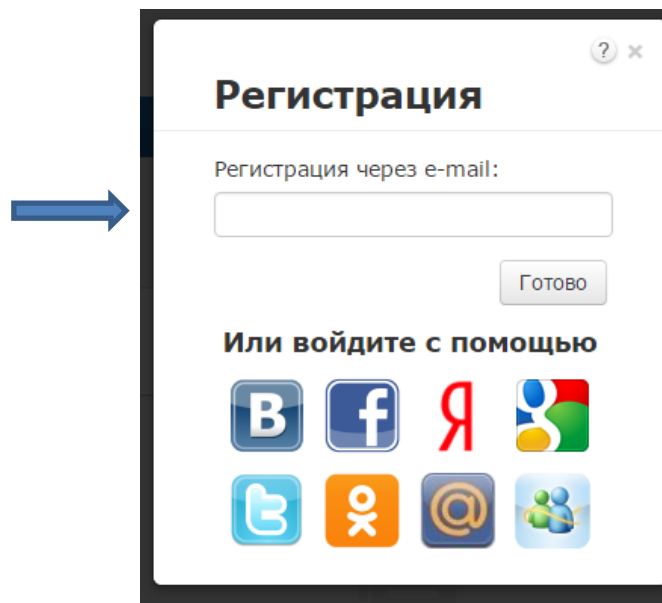 ?
Регистрация
Регистрация через e-mail:
Готово
Или войдите с помощью